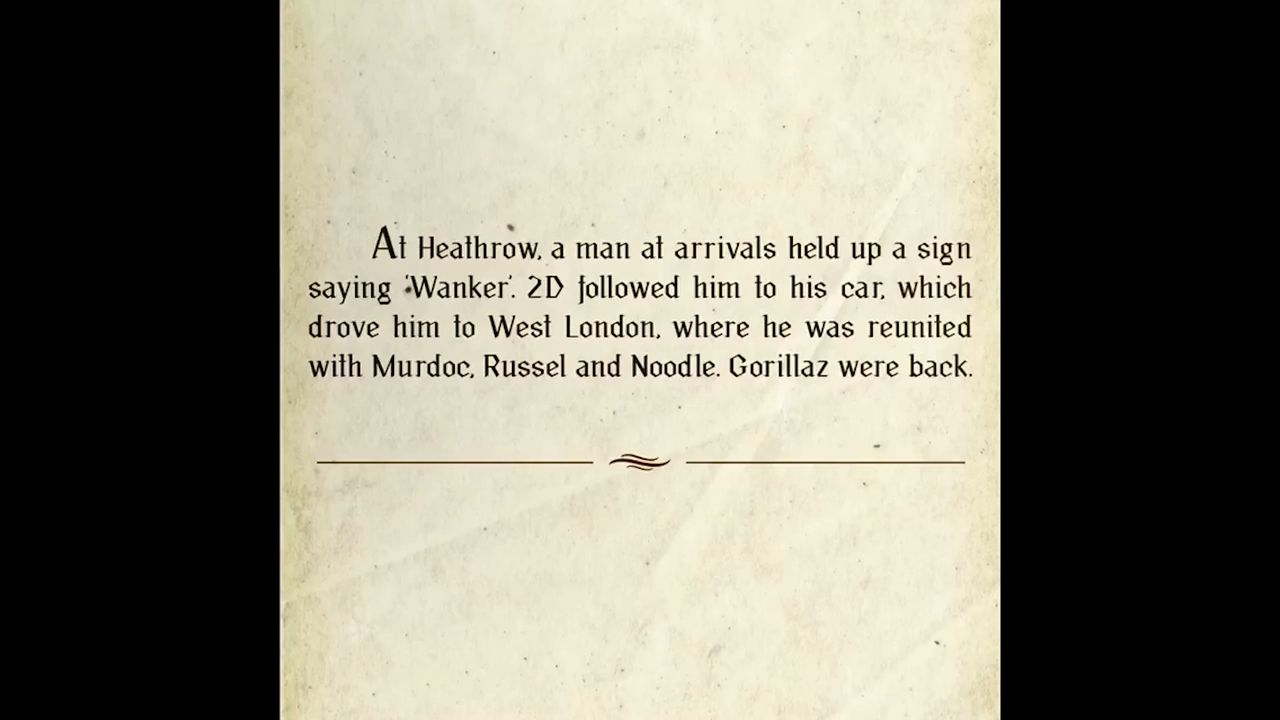 At Heathrow, a man at arrivals held up a sign
saying 'Wanker'. 2D followed him to his car, which
drove him to West London, where he was reunited
with Murdoc, Russel and Noodle. Gorillaz were back.